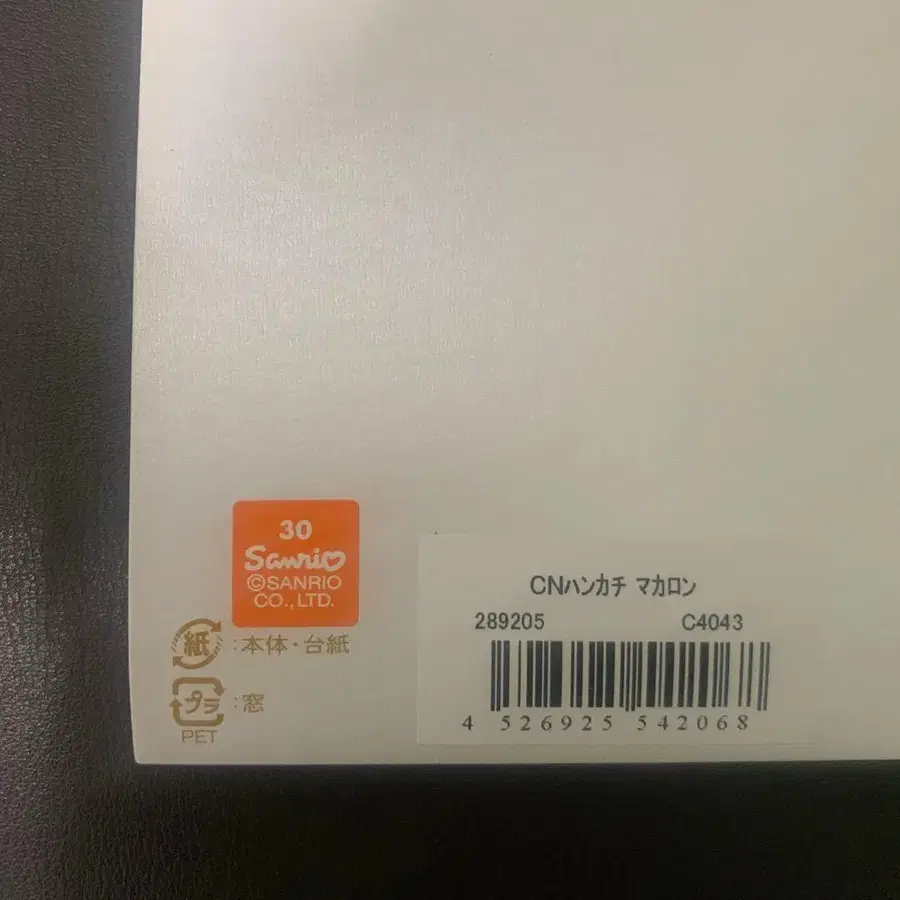 30
Sanrio
©SANRIO
CO.,LTD.
紙 :本体・台紙
プラ :窓
PET
CNハンカチ マカロン
289205 C4043
4 526925 542068